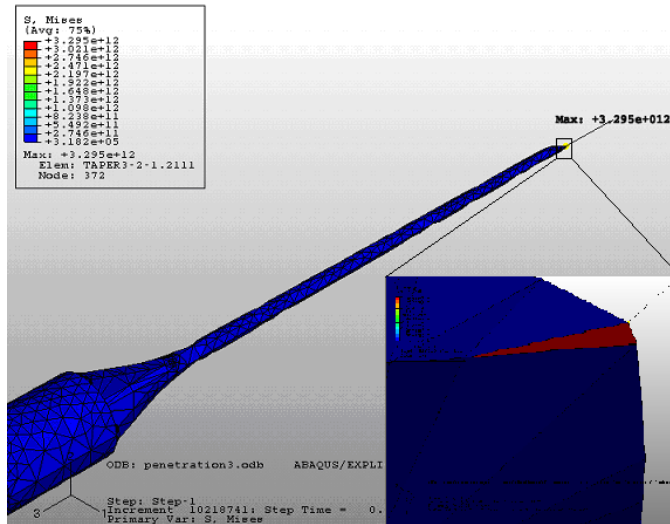 S, Mises
(Avg: 75%)
+3.295e+12
+3.021e+12
+2.746e+12
+2.471e+12
+2.197e+12
+1.922e+12
+1.648e+12
+1.373e+12
+1.098e+12
+8.238e+11
+5.492e+11
+2.746e+11
+3.182e+05
Max: +3.295e+12
Elem: TAPER3-2-1.2111
Node: 372
Max: +3.295e+012
ODB: penetration3.odb ABAQUS/EXPLI
3 1
Step: Step-1
Increment 10218741: Step Time = 0.
Primary Var: S, Mises